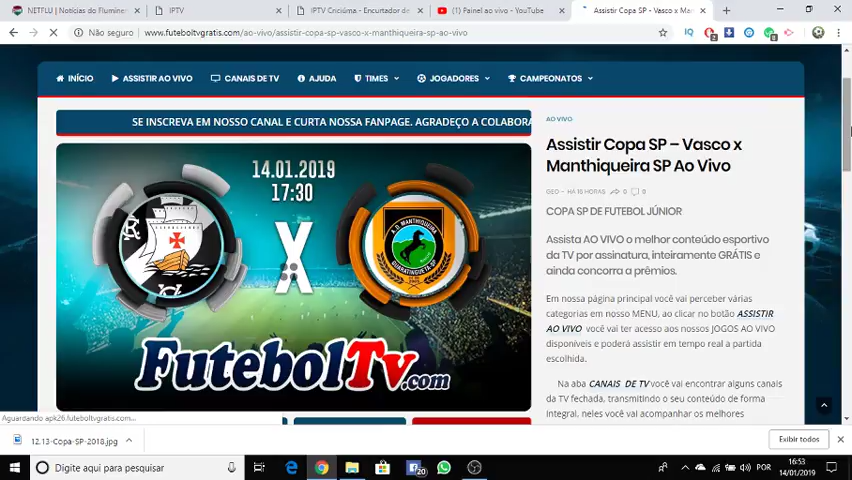 NETFLU | Notícias do Fluminen
IPTV
IPTV Criciúma - Encurtador de
(1) Painel ao vivo - YouTube
Assistir Copa SP - Vasco x Ma
Não seguro
www.futeboltvgratis.com/ao-vivo/assistir-copa-sp-vasco-x-manthiqueira-sp-ao-vivo
INÍCIO
ASSISTIR AO VIVO
CANAIS DE TV
AJUDA
TIMES
JOGADORES
CAMPEONATOS
SE INSCREVA EM NOSSO CANAL E CURTA NOSSA FANPAGE. AGRADEÇO A COLABORA
14.01.2019
17:30
X
A.D. MANTHIQUEIRA
GUARATINGUETÁ-SP
FutebolTv.com
AO VIVO
Assistir Copa SP – Vasco x
Manthiqueira SP Ao Vivo
GEO - HÁ 18 HORAS
0
0
COPA SP DE FUTEBOL JÚNIOR
Assista AO VIVO o melhor conteúdo esportivo
da TV por assinatura, inteiramente GRÁTIS e
ainda concorra a prêmios.
Em nossa página principal você vai perceber várias
categorias em nosso MENU, ao clicar no botão ASSISTIR
AO VIVO você vai ter acesso aos nossos JOGOS AO VIVO
disponíveis e poderá assistir em tempo real a partida
escolhida.
Na aba CANAIS DE TV você vai encontrar alguns canais
da TV fechada, transmitindo o seu conteúdo de forma
integral, neles você vai acompanhar os melhores
Aguardando apk26.futeboltvgratis.com...
12.13-Copa-SP-2018.jpg
Exibir todos
Digite aqui para pesquisar
20
POR
16:53
14/01/2019